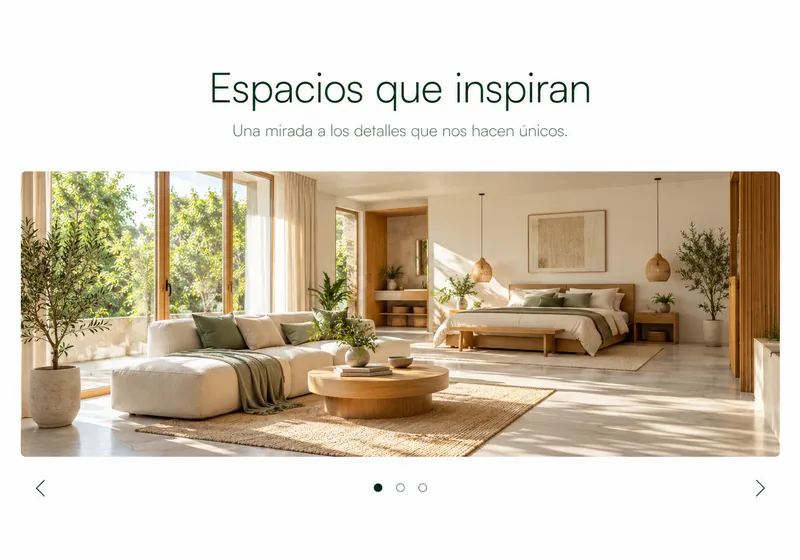 Espacios que inspiran
Una mirada a los detalles que nos hacen únicos.